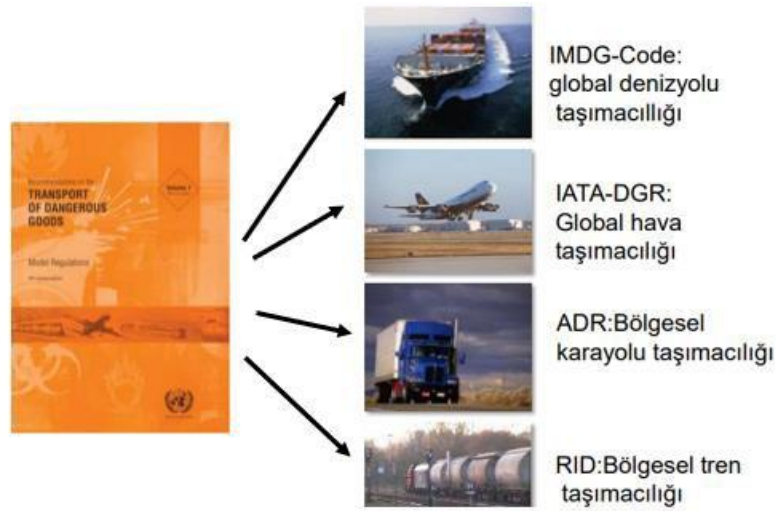 Recommendations on the
TRANSPORT
OF DANGEROUS
GOODS
Volume I
Model Regulations
IMDG-Code:
global denizyolu
taşımacıllığı
IATA-DGR:
Global hava
taşımacılığı
ADR:Bölgesel
karayolu taşımacılığı
RID:Bölgesel tren
taşımacılığı